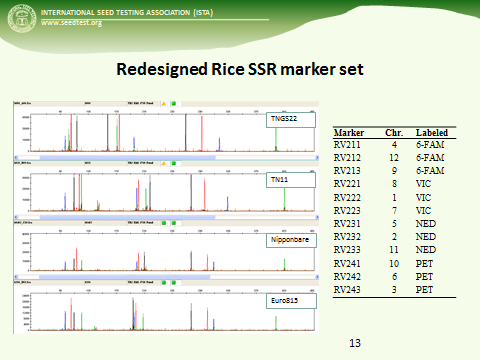 INTERNATIONAL SEED TESTING ASSOCIATION (ISTA)
www.seedtest.org
Redesigned Rice SSR marker set
TNGS22
TN11
Nipponbare
Euro815
Marker Chr. Labeled
RV211 4 6-FAM
RV212 12 6-FAM
RV213 9 6-FAM
RV221 8 VIC
RV222 1 VIC
RV223 7 VIC
RV231 5 NED
RV232 2 NED
RV233 11 NED
RV241 10 PET
RV242 6 PET
RV243 3 PET
13